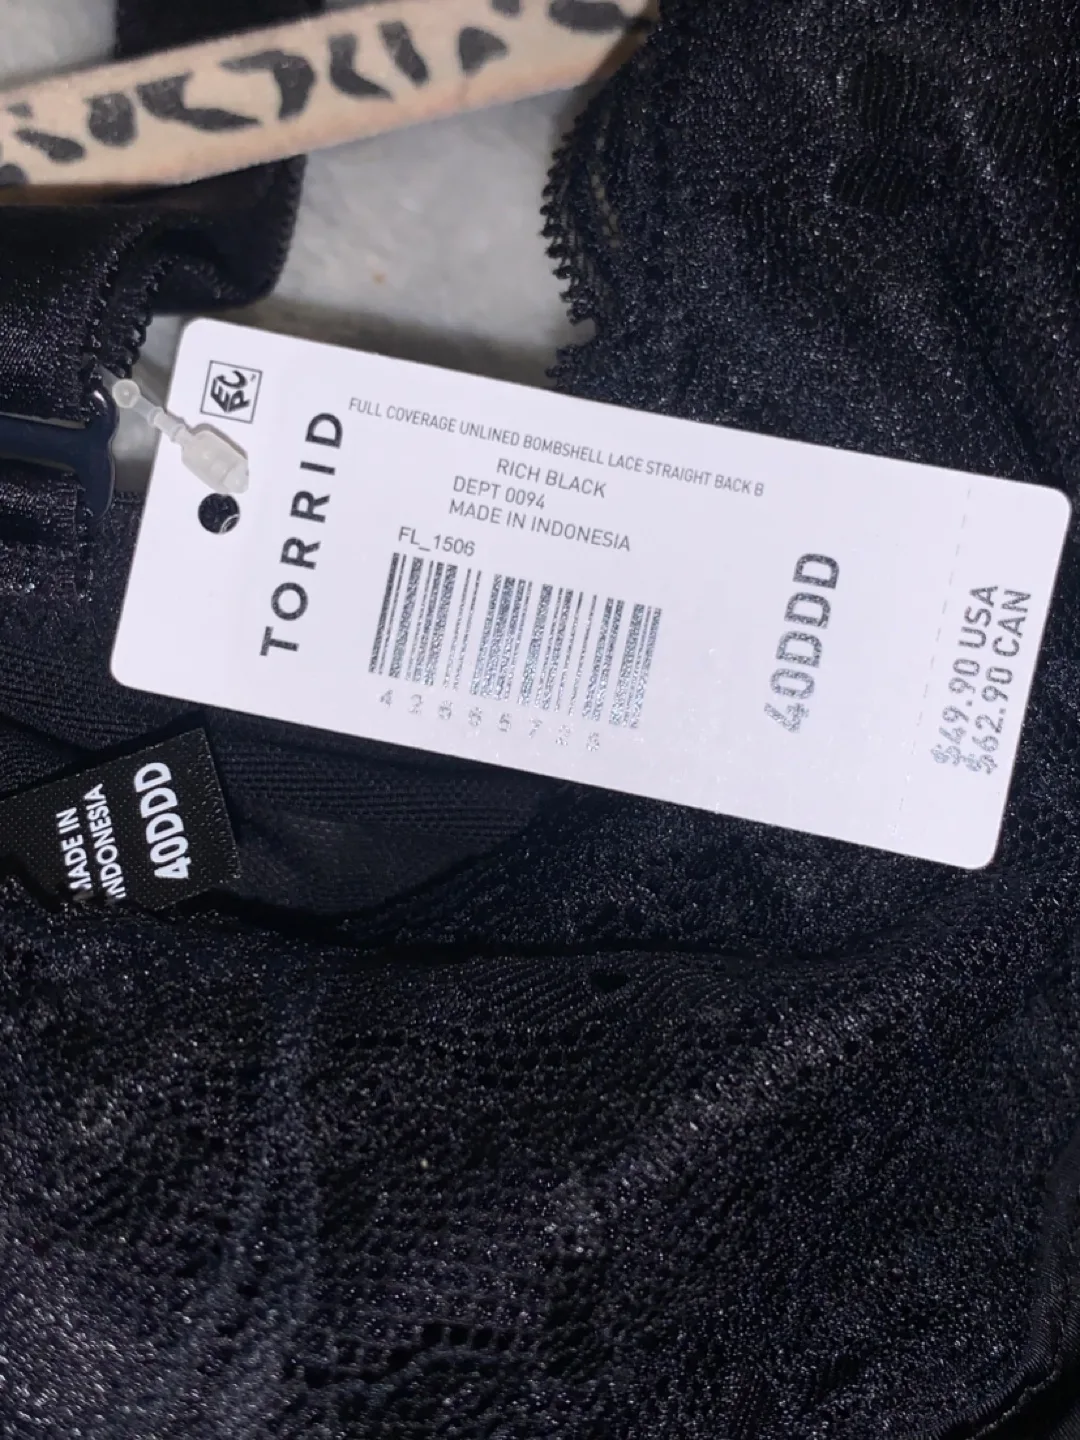 EPC
TORRID
FULL COVERAGE UNLINED BOMBSHELL LACE STRAIGHT BACK B
RICH BLACK
DEPT 0094
MADE IN INDONESIA
FL_1506
40DDD
$49.90 USA
$62.90 CAN
MADE IN
INDONESIA
40DDD